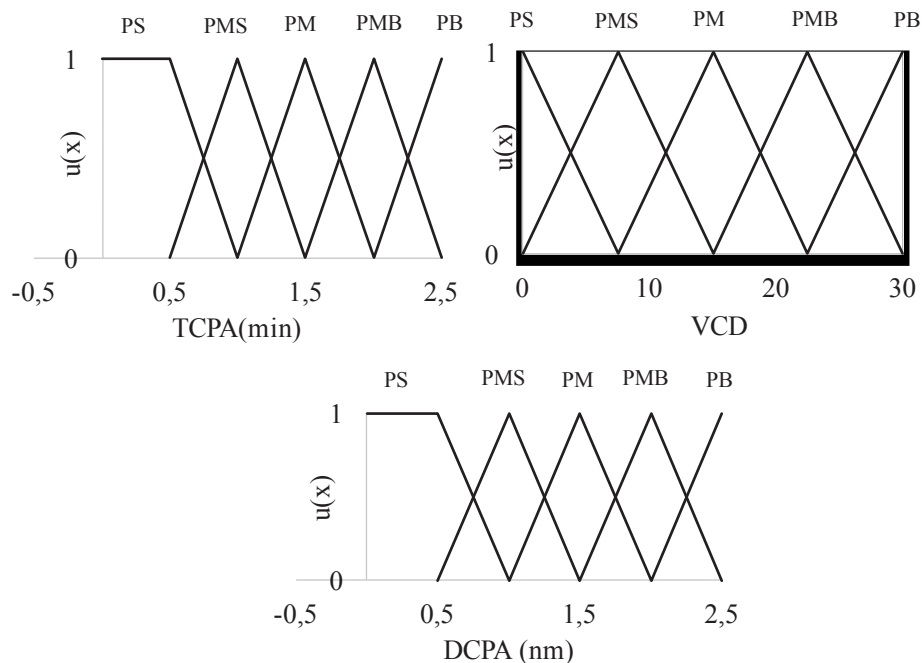 PS PMS PM PMB PB
1
u(x)
0
-0,5 0,5 1,5 2,5
TCPA(min)
PS PMS PM PMB PB
1
u(x)
0
0 10 20 30
VCD
PS PMS PM PMB PB
1
u(x)
0
-0,5 0,5 1,5 2,5
DCPA (nm)